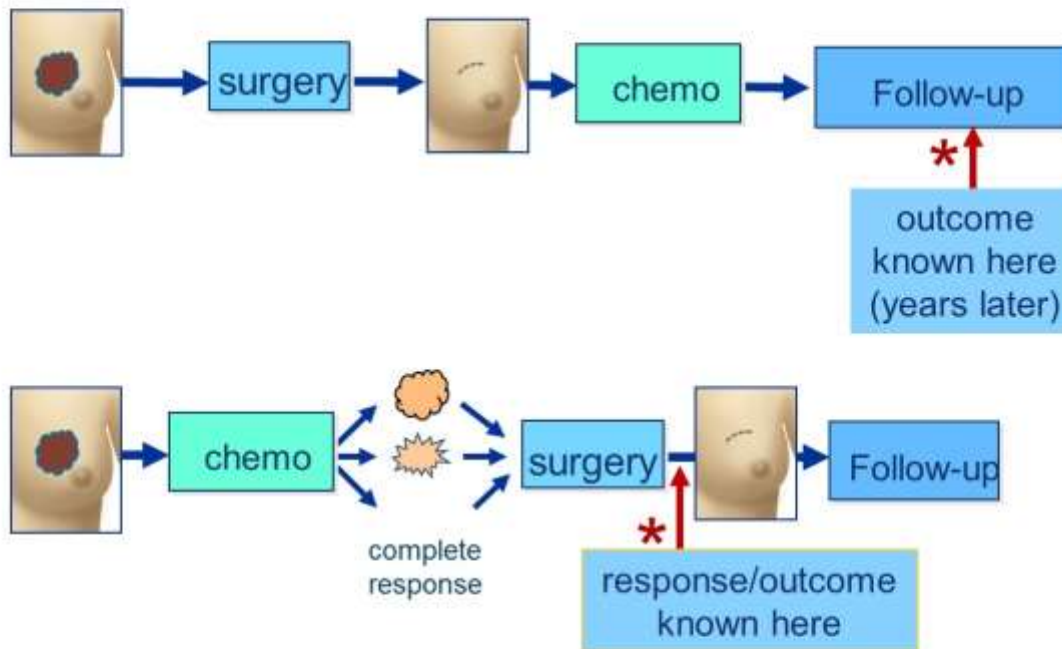 surgery
chemo
Follow-up
*
outcome
known here
(years later)
chemo
complete
response
surgery
Follow-up
*
response/outcome
known here